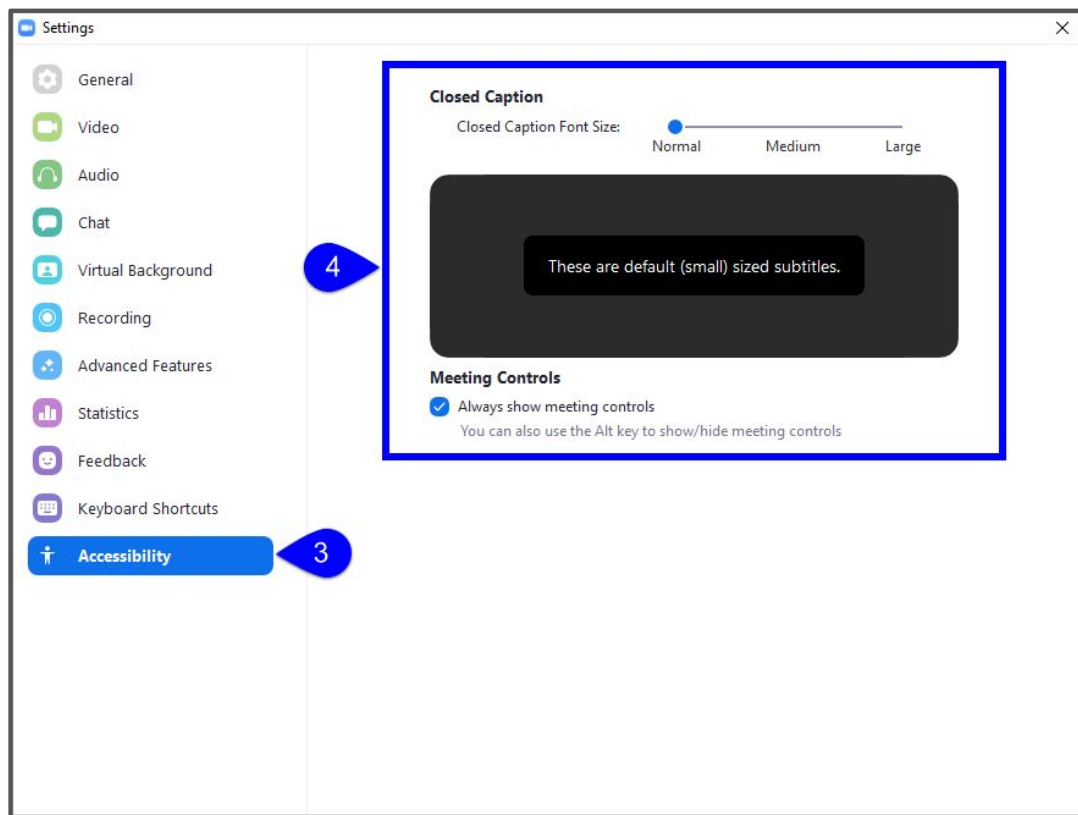 Settings
General
Video
Audio
Chat
Virtual Background
Recording
Advanced Features
Statistics
Feedback
Keyboard Shortcuts
Accessibility
3
4
Closed Caption
Closed Caption Font Size:
Normal Medium Large
These are default (small) sized subtitles.
Meeting Controls
Always show meeting controls
You can also use the Alt key to show/hide meeting controls